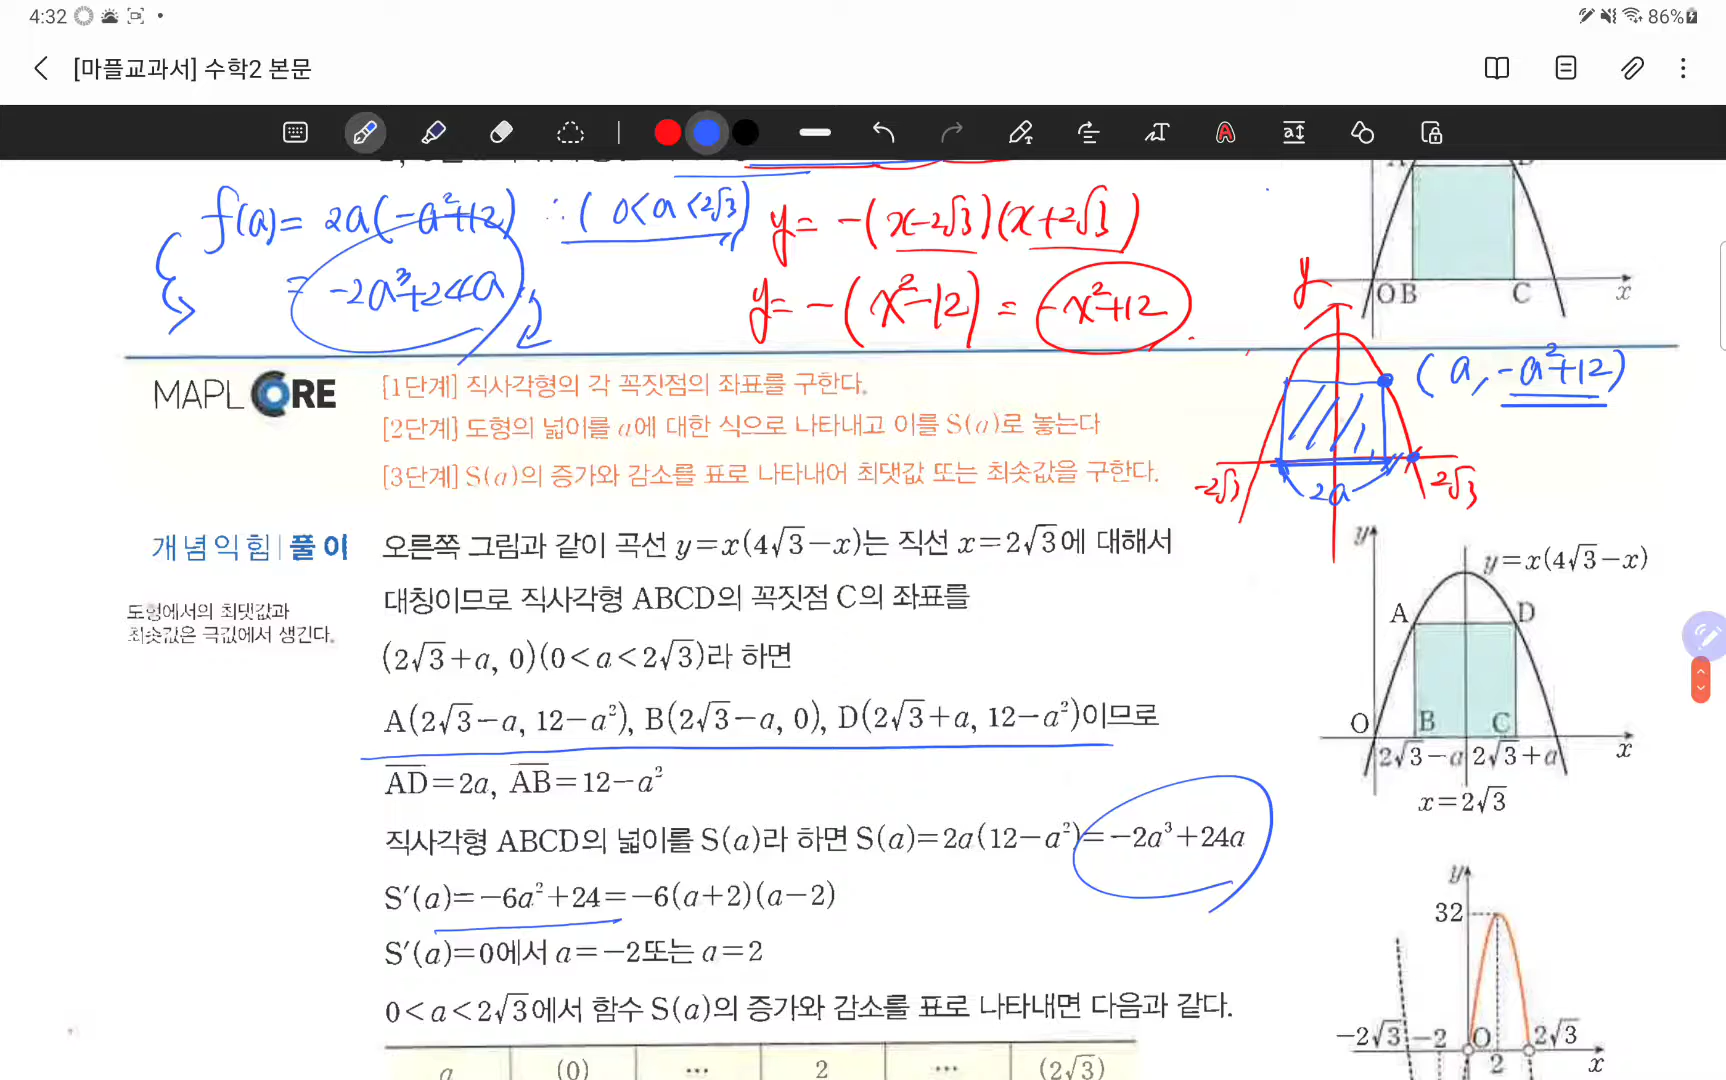 4:32
86%
[마플교과서] 수학2 본문
f(a)= 2a(-a²+12) ∴ (0<a<2√3)
= -2a³+24a
y= -(x-2√3)(x+2√3)
y= -(x²-12) = -x²+12
O B C x
y
(a, -a²+12)
-2√3 2a 2√3
MAPL CORE
[1단계] 직사각형의 각 꼭짓점의 좌표를 구한다.
[2단계] 도형의 넓이를 a에 대한 식으로 나타내고 이를 S(a)로 놓는다
[3단계] S(a)의 증가와 감소를 표로 나타내어 최댓값 또는 최솟값을 구한다.
개념익힘 | 풀이
오른쪽 그림과 같이 곡선 y=x(4√3-x)는 직선 x=2√3에 대해서
대칭이므로 직사각형 ABCD의 꼭짓점 C의 좌표를
도형에서의 최댓값과
최솟값은 극값에서 생긴다.
(2√3+a, 0)(0<a<2√3)라 하면
A(2√3-a, 12-a²), B(2√3-a, 0), D(2√3+a, 12-a²)이므로
A̅D̅=2a, A̅B̅=12-a²
직사각형 ABCD의 넓이를 S(a)라 하면 S(a)=2a(12-a²)=-2a³+24a
S′(a)=-6a²+24=-6(a+2)(a-2)
S′(a)=0에서 a=-2또는 a=2
0<a<2√3에서 함수 S(a)의 증가와 감소를 표로 나타내면 다음과 같다.
a (0) ⋯ 2 ⋯ (2√3)
y
y=x(4√3-x)
A D
O B C
2√3-a 2√3+a x
x=2√3
y
32
-2√3 -2 O 2 2√3 x